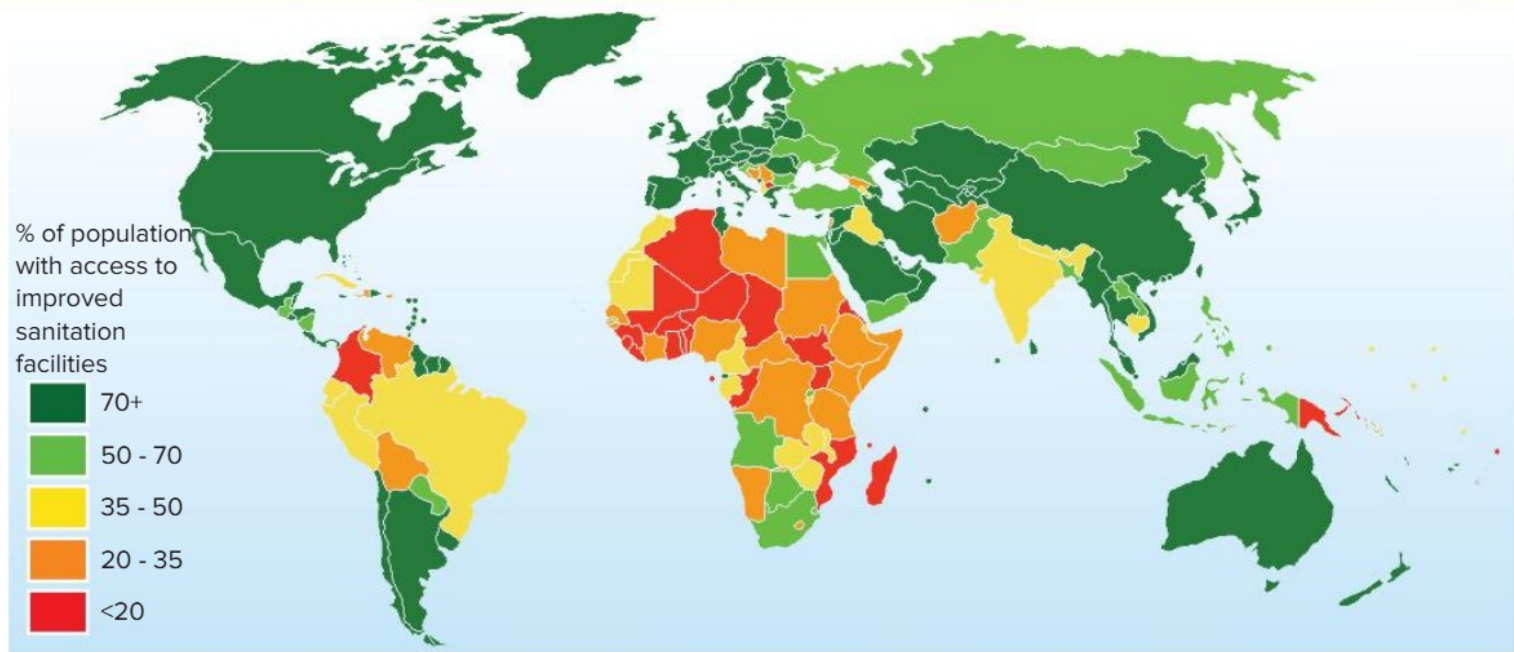 % of population
with access to
improved
sanitation
facilities
70+
50 - 70
35 - 50
20 - 35
<20